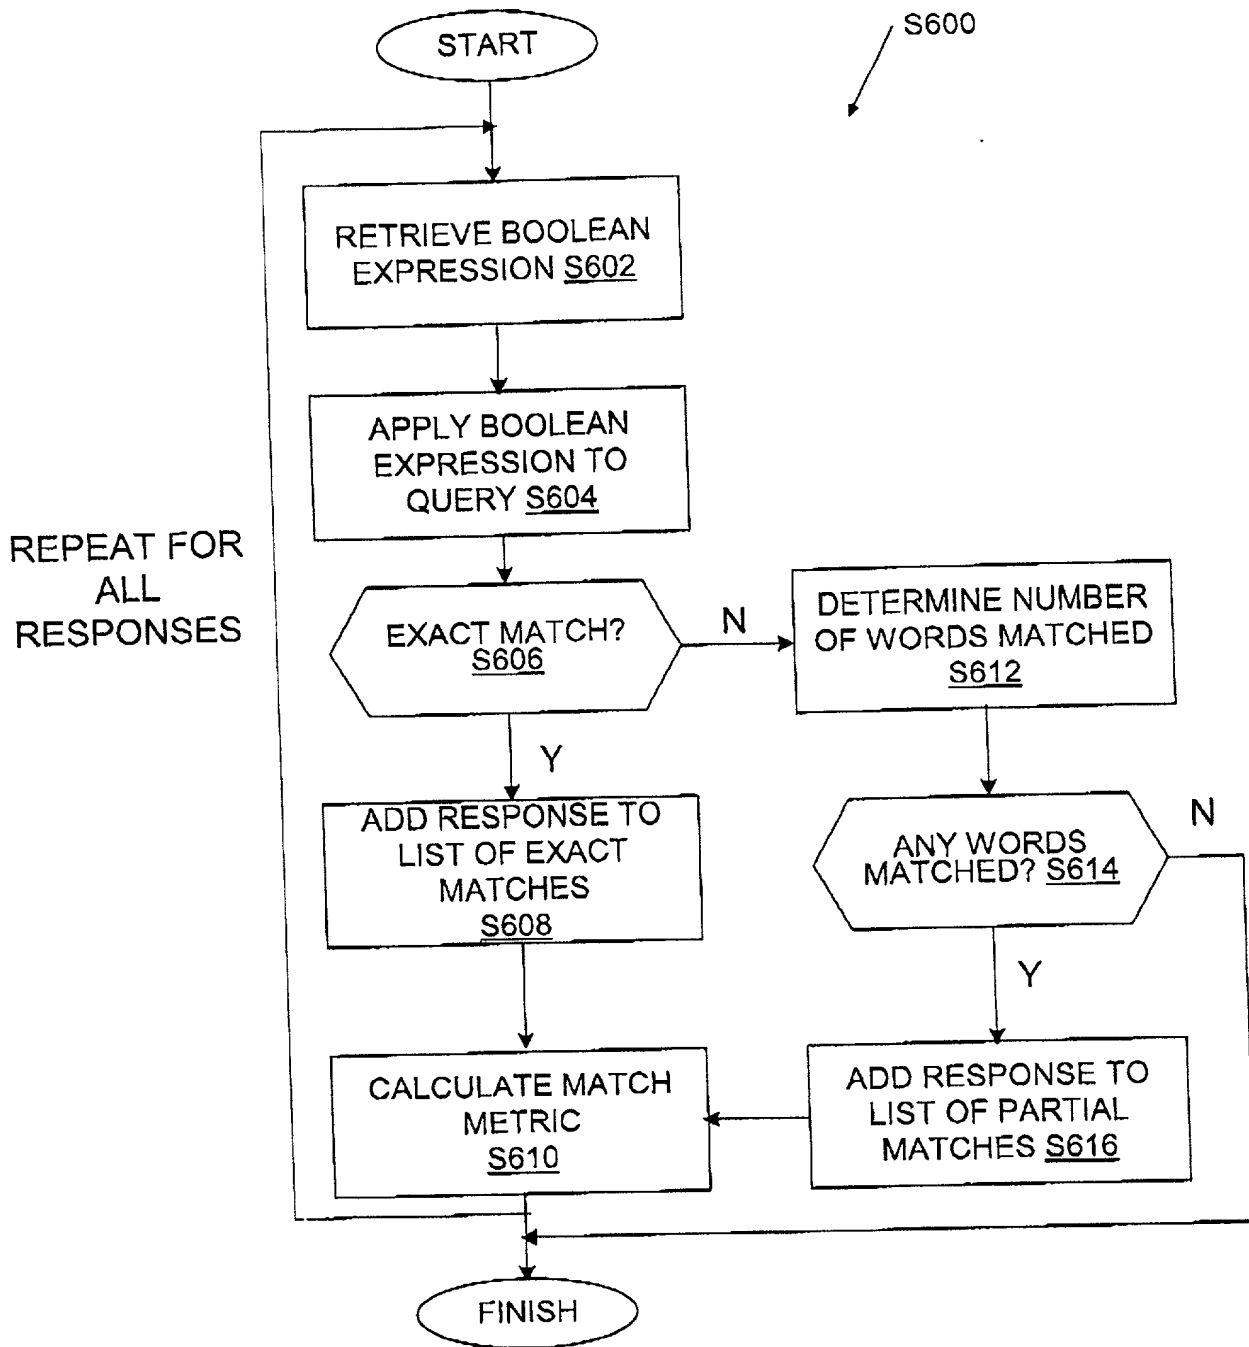 START
S600
RETRIEVE BOOLEAN
EXPRESSION S602
APPLY BOOLEAN
EXPRESSION TO
QUERY S604
REPEAT FOR
ALL
RESPONSES
EXACT MATCH?
S606
N
DETERMINE NUMBER
OF WORDS MATCHED
S612
Y
ADD RESPONSE TO
LIST OF EXACT
MATCHES
S608
ANY WORDS
MATCHED? S614
N
Y
CALCULATE MATCH
METRIC
S610
ADD RESPONSE TO
LIST OF PARTIAL
MATCHES S616
FINISH